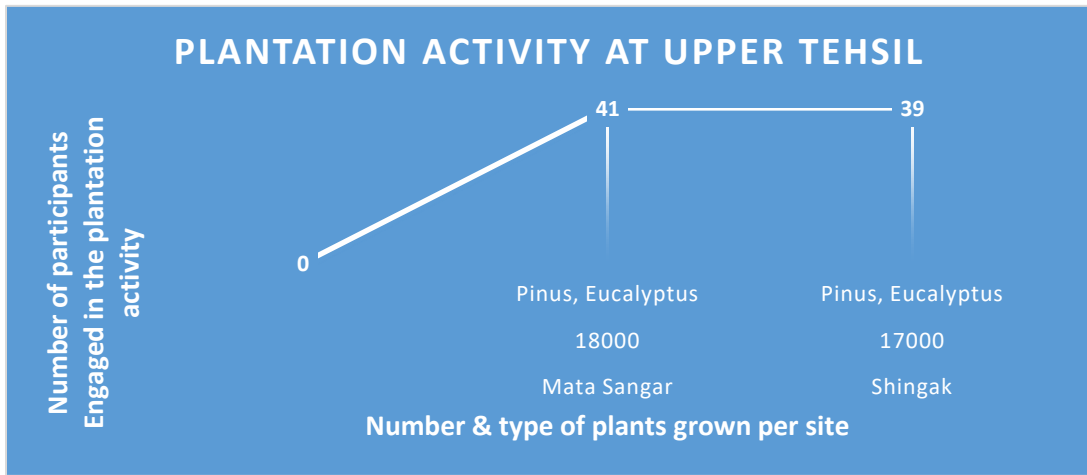 PLANTATION ACTIVITY AT UPPER TEHSIL
Number of participants
Engaged in the plantation
activity
0
41
39
Pinus, Eucalyptus
Pinus, Eucalyptus
18000
17000
Mata Sangar
Shingak
Number & type of plants grown per site